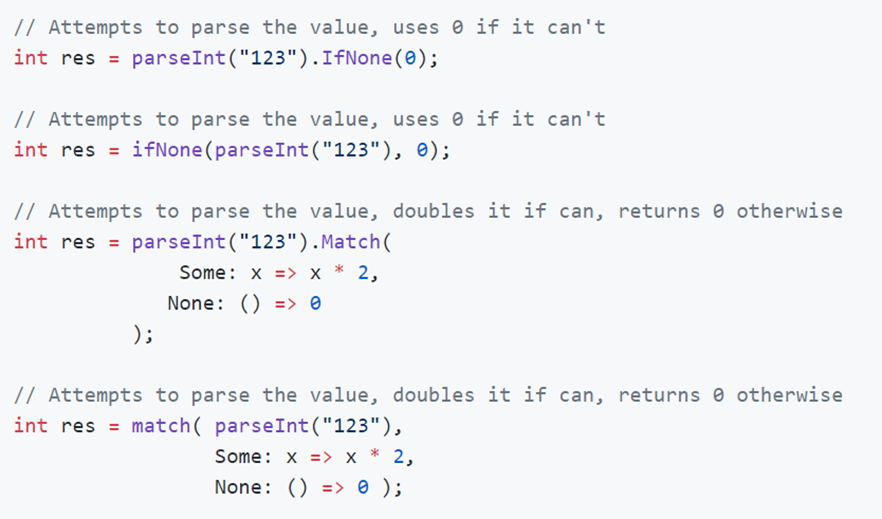 // Attempts to parse the value, uses 0 if it can't
int res = parseInt("123").IfNone(0);
// Attempts to parse the value, uses 0 if it can't
int res = ifNone(parseInt("123"), 0);
// Attempts to parse the value, doubles it if can, returns 0 otherwise
int res = parseInt("123").Match(
Some: x => x * 2,
None: () => 0
);
// Attempts to parse the value, doubles it if can, returns 0 otherwise
int res = match( parseInt("123"),
Some: x => x * 2,
None: () => 0 );